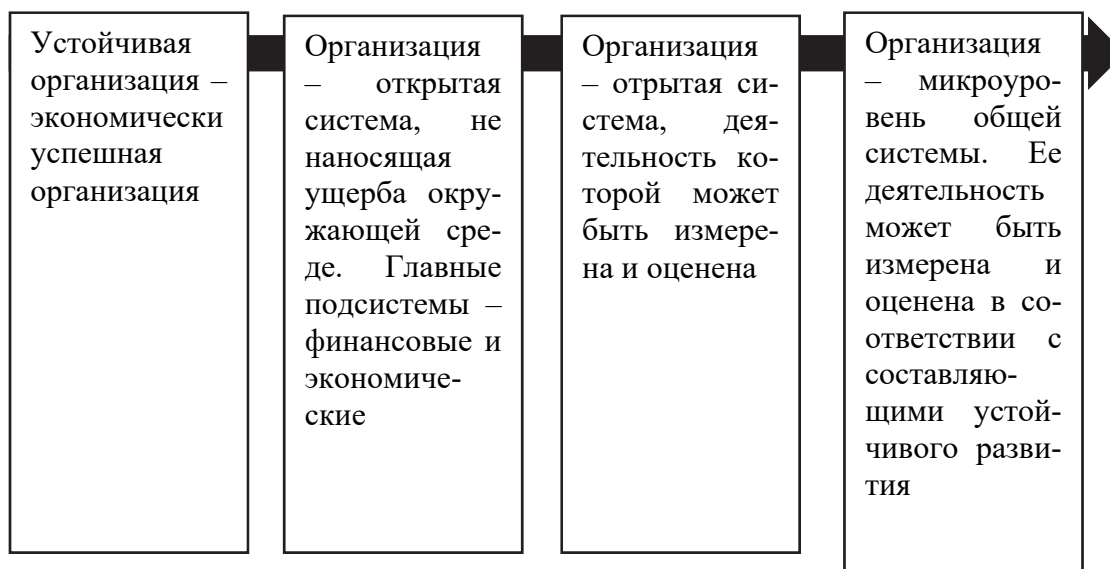 Устойчивая
организация –
экономически
успешная
организация
Организация
– открытая
система, не
наносящая
ущерба окру-
жающей сре-
де. Главные
подсистемы –
финансовые и
экономиче-
ские
Организация
– отрытая си-
стема, дея-
тельность ко-
торой может
быть измере-
на и оценена
Организация
– микроуро-
вень общей
системы. Ее
деятельность
может быть
измерена и
оценена в со-
ответствии с
составляю-
щими устой-
чивого разви-
тия